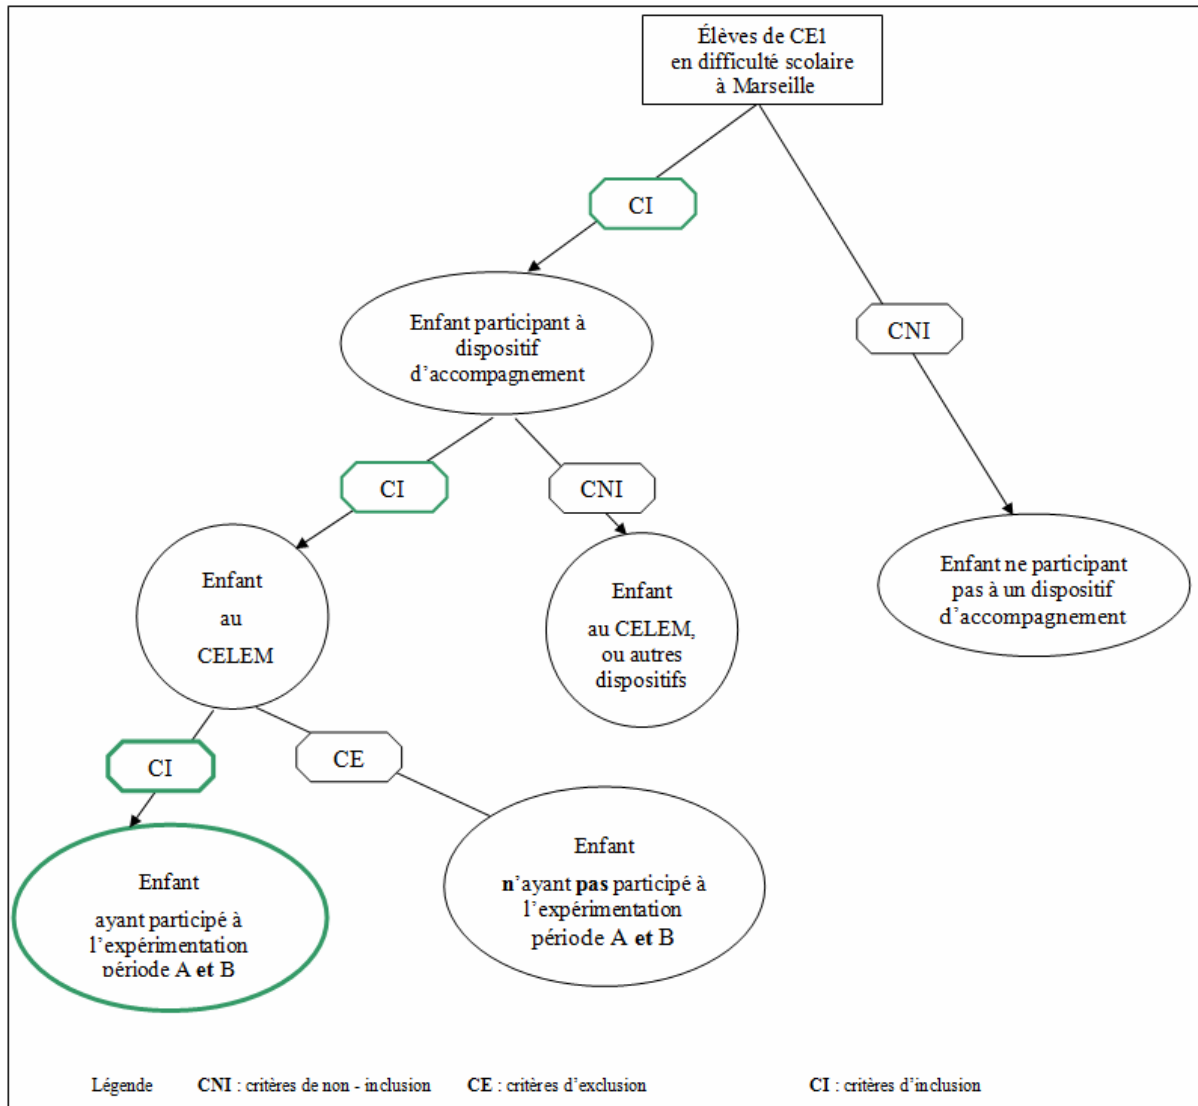 Élèves de CE1
en difficulté scolaire
à Marseille
CI
CNI
Enfant participant à
dispositif
d'accompagnement
CI
CNI
Enfant
au
CELEM
Enfant
au CELEM,
ou autres
dispositifs
Enfant ne participant
pas à un dispositif
d'accompagnement
CI
CE
Enfant
ayant participé à
l'expérimentation
période A et B
Enfant
n'ayant pas participé à
l'expérimentation
période A et B
Légende CNI : critères de non - inclusion CE : critères d'exclusion CI : critères d'inclusion